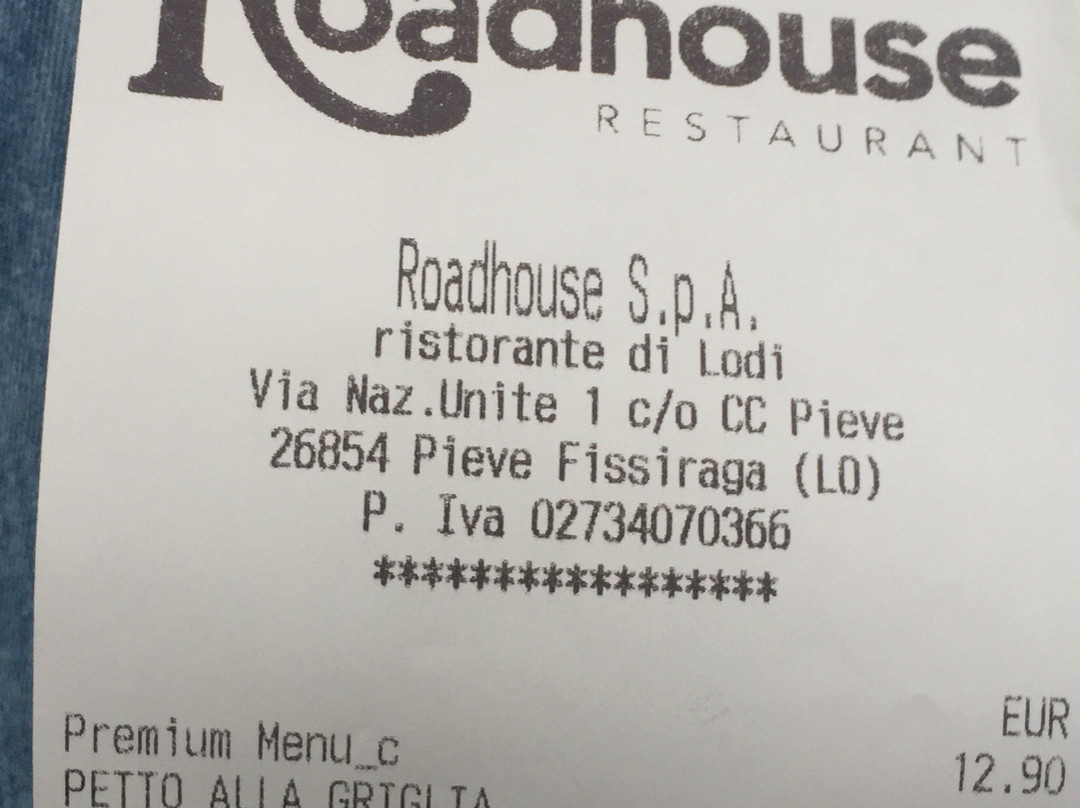 Roadhouse
RESTAURANT
Roadhouse S.p.A.
ristorante di Lodi
Via Naz.Unite 1 c/o CC Pieve
26854 Pieve Fissiraga (LO)
P. Iva 02734070366
*****************
EUR
Premium Menu_c 12.90
PETTO ALLA GRIGLIA